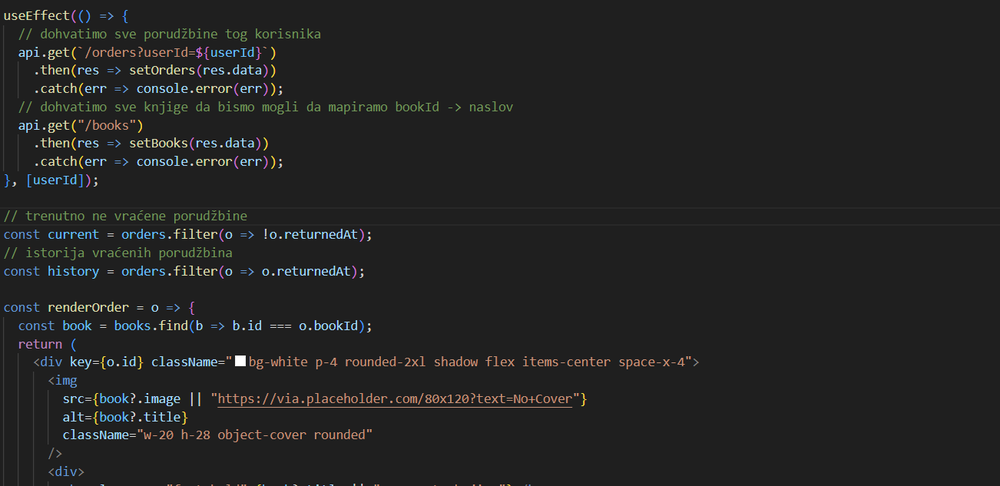 useEffect(() => {
// dohvatimo sve porudžbine tog korisnika
api.get(`/orders?userId=${userId}`)
.then(res => setOrders(res.data))
.catch(err => console.error(err));
// dohvatimo sve knjige da bismo mogli da mapiramo bookId -> naslov
api.get("/books")
.then(res => setBooks(res.data))
.catch(err => console.error(err));
}, [userId]);
// trenutno ne vraćene porudžbine
const current = orders.filter(o => !o.returnedAt);
// istorija vraćenih porudžbina
const history = orders.filter(o => o.returnedAt);
const renderOrder = o => {
const book = books.find(b => b.id === o.bookId);
return (
<div key={o.id} className="bg-white p-4 rounded-2xl shadow flex items-center space-x-4">
<img
src={book?.image || "https://via.placeholder.com/80x120?text=No+Cover"}
alt={book?.title}
className="w-20 h-28 object-cover rounded"
/>
<div>